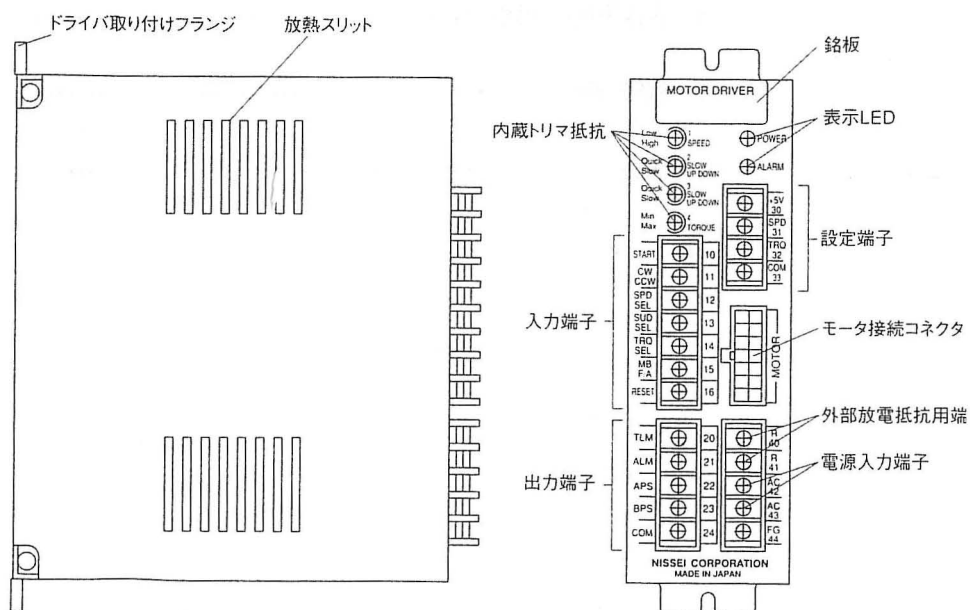 ドライバ取り付けフランジ
放熱スリット
銘板
MOTOR DRIVER
内蔵トリマ抵抗
表示LED
Low
High
1
SPEED
POWER
Quick
Slow
2
SLOW
UP DOWN
ALARM
Quick
Slow
3
SLOW
UP DOWN
Min
Max
4
TORQUE
+5V
30
SPD
31
TRQ
32
COM
33
設定端子
入力端子
START
10
CW
CCW
11
SPD
SEL
12
SUD
SEL
13
TRQ
SEL
14
MB
F.A
15
RESET
16
モータ接続コネクタ
MOTOR
出力端子
TLM
20
ALM
21
APS
22
BPS
23
COM
24
R
40
R
41
AC
42
AC
43
FG
44
外部放電抵抗用端
電源入力端子
NISSEI CORPORATION
MADE IN JAPAN